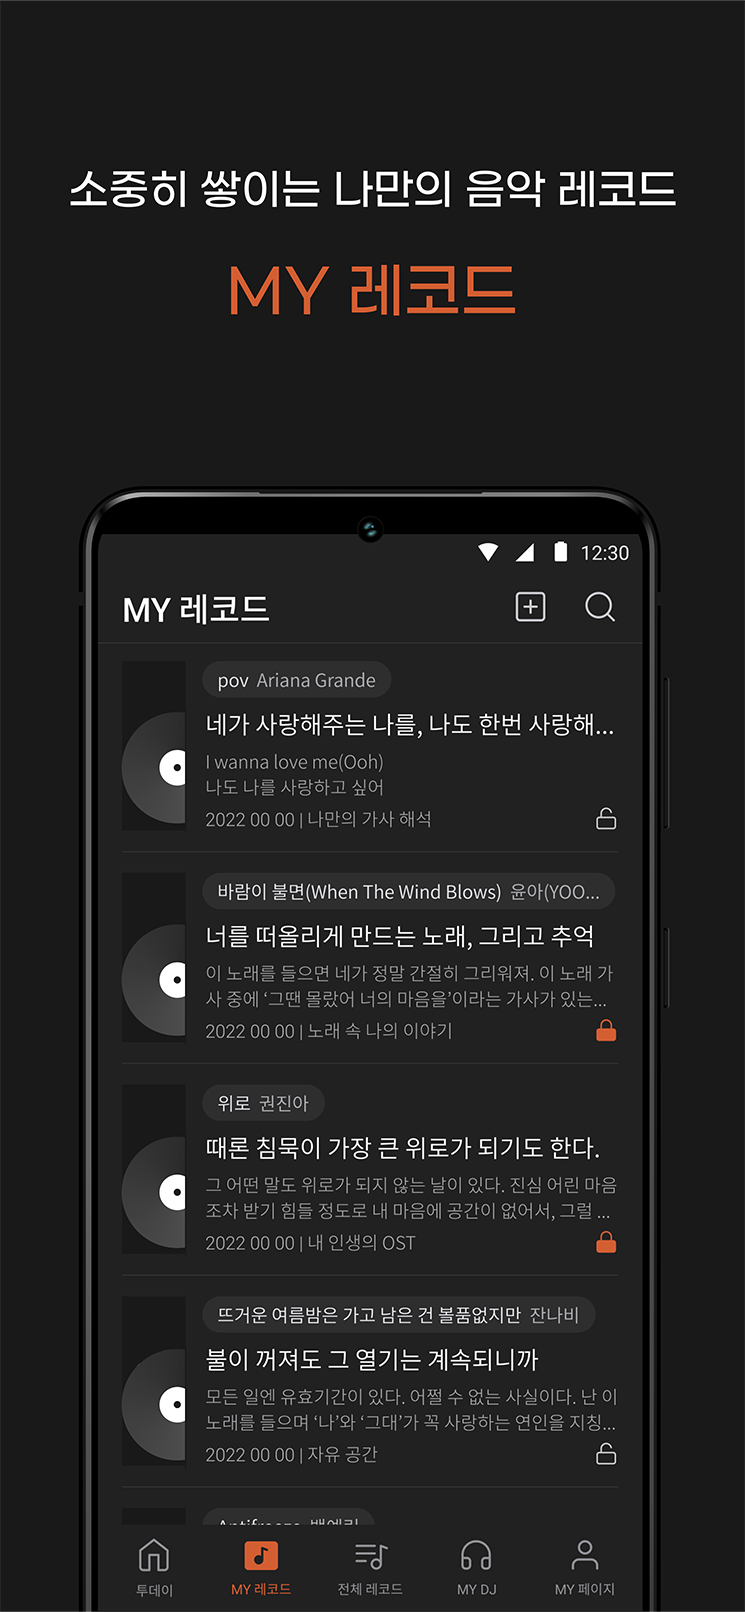 소중히 쌓이는 나만의 음악 레코드
MY 레코드
12:30
MY 레코드
pov Ariana Grande
네가 사랑해주는 나를, 나도 한번 사랑해...
I wanna love me(Ooh)
나도 나를 사랑하고 싶어
2022 00 00 | 나만의 가사 해석
바람이 불면(When The Wind Blows) 윤아(YOO...
너를 떠올리게 만드는 노래, 그리고 추억
이 노래를 들으면 네가 정말 간절히 그리워져. 이 노래 가
사 중에 ‘그땐 몰랐어 너의 마음을’이라는 가사가 있는...
2022 00 00 | 노래 속 나의 이야기
위로 권진아
때론 침묵이 가장 큰 위로가 되기도 한다.
그 어떤 말도 위로가 되지 않는 날이 있다. 진심 어린 마음
조차 받기 힘들 정도로 내 마음에 공간이 없어서, 그럴 ...
2022 00 00 | 내 인생의 OST
뜨거운 여름밤은 가고 남은 건 볼품없지만 잔나비
불이 꺼져도 그 열기는 계속되니까
모든 일엔 유효기간이 있다. 어쩔 수 없는 사실이다. 난 이
노래를 들으며 ‘나’와 ‘그대’가 꼭 사랑하는 연인을 지칭...
2022 00 00 | 자유 공간
Antifreeze 백예린
투데이
MY 레코드
전체 레코드
MY DJ
MY 페이지